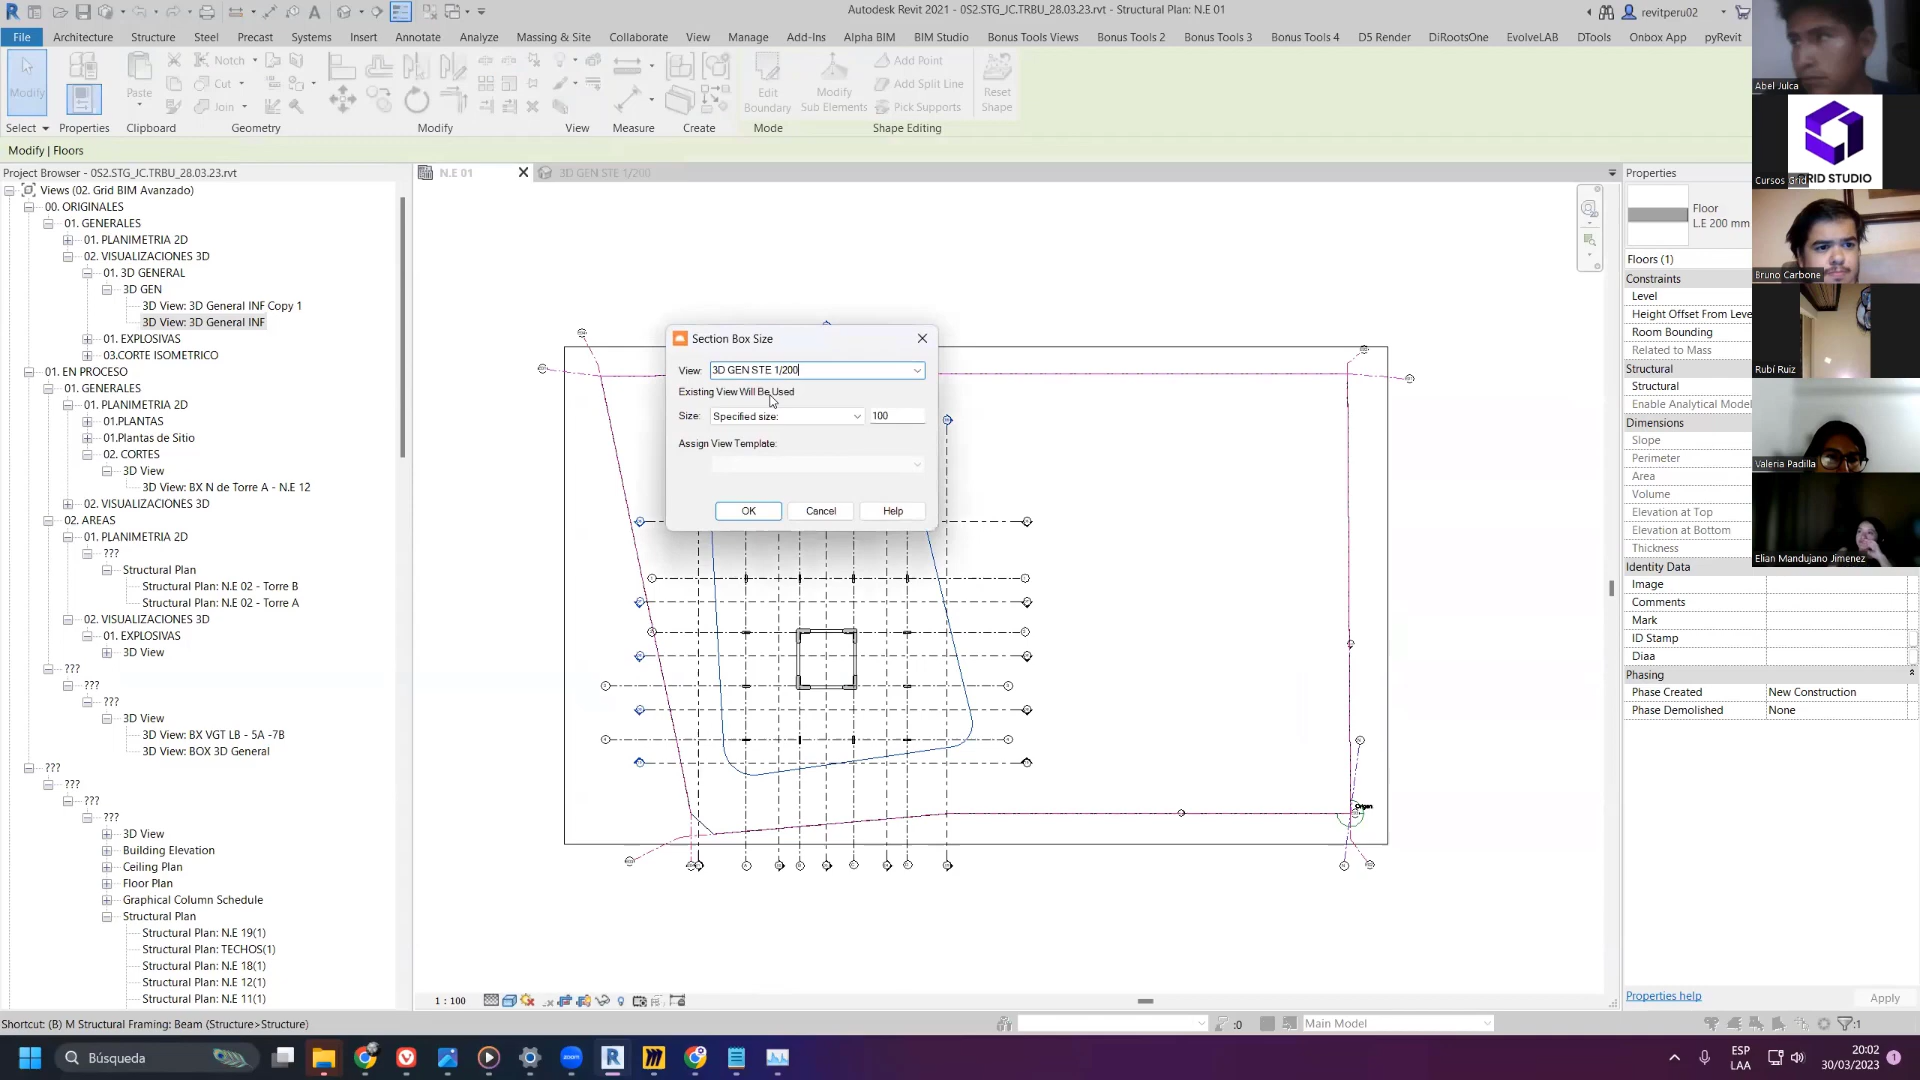 Autodesk Revit 2021 - 0S2.STG_JC.TRBU_28.03.23.rvt - Structural Plan: N.E 01
revitperu02
File Architecture Structure Steel Precast Systems Insert Annotate Analyze Massing & Site Collaborate View Manage Add-Ins Alpha BIM BIM Studio Bonus Tools Views Bonus Tools 2 Bonus Tools 3 Bonus Tools 4 D5 Render DiRootsOne EvolveLAB DTools Onbox App pyRevit
Modify
Paste
Notch
Cut
Join
Edit
Boundary
Modify
Sub Elements
Add Point
Add Split Line
Pick Supports
Reset
Shape
Select Properties Clipboard Geometry Modify View Measure Create Mode Shape Editing
Modify | Floors
Project Browser - 0S2.STG_JC.TRBU_28.03.23.rvt
Views (02. Grid BIM Avanzado)
00. ORIGINALES
01. GENERALES
01. PLANIMETRIA 2D
02. VISUALIZACIONES 3D
01. 3D GENERAL
3D GEN
3D View: 3D General INF Copy 1
3D View: 3D General INF
01. EXPLOSIVAS
03.CORTE ISOMETRICO
01. EN PROCESO
01. GENERALES
01. PLANIMETRIA 2D
01.PLANTAS
01.Plantas de Sitio
02. CORTES
3D View
3D View: BX N de Torre A - N.E 12
02. VISUALIZACIONES 3D
02. AREAS
01. PLANIMETRIA 2D
???
Structural Plan
Structural Plan: N.E 02 - Torre B
Structural Plan: N.E 02 - Torre A
02. VISUALIZACIONES 3D
01. EXPLOSIVAS
3D View
???
???
???
3D View
3D View: BX VGT LB - 5A -7B
3D View: BOX 3D General
???
???
???
???
3D View
Building Elevation
Ceiling Plan
Floor Plan
Graphical Column Schedule
Structural Plan
Structural Plan: N.E 19(1)
Structural Plan: TECHOS(1)
Structural Plan: N.E 18(1)
Structural Plan: N.E 12(1)
Structural Plan: N.E 11(1)
N.E 01
3D GEN STE 1/200
Section Box Size
View: 3D GEN STE 1/200
Existing View Will Be Used
Size: Specified size: 100
Assign View Template:
OK Cancel Help
Origen
1 : 100
Properties
Floor
L.E 200 mm
Floors (1)
Constraints
Level
Height Offset From Leve
Room Bounding
Related to Mass
Structural
Structural
Enable Analytical Model
Dimensions
Slope
Perimeter
Area
Volume
Elevation at Top
Elevation at Bottom
Thickness
Identity Data
Image
Comments
Mark
ID Stamp
Diaa
Phasing
Phase Created New Construction
Phase Demolished None
Properties help
Apply
Abel Julca
Cursos Grid
RID STUDIO
Bruno Carbone
Rubí Ruiz
Valeria Padilla
Elian Mandujano Jimenez
Shortcut: (B) M Structural Framing: Beam (Structure>Structure)
:0
Main Model
:1
Búsqueda
ESP
LAA
20:02
30/03/2023
1